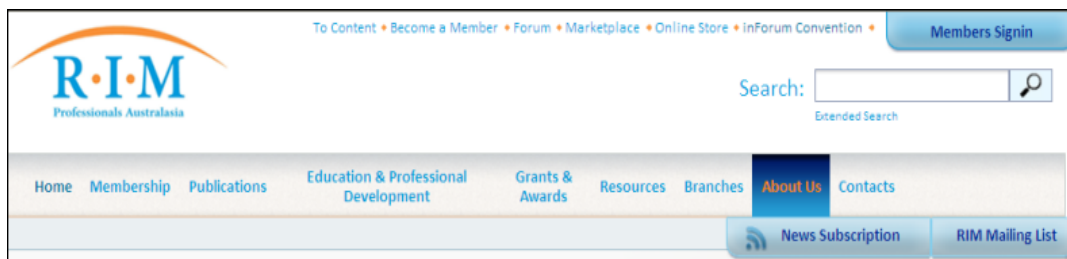 To Content • Become a Member • Forum • Marketplace • Online Store • inForum Convention •
Members Signin
R•I•M
Professionals Australasia
Search:
Extended Search
Home Membership Publications Education & Professional Development Grants & Awards Resources Branches About Us Contacts
News Subscription RIM Mailing List